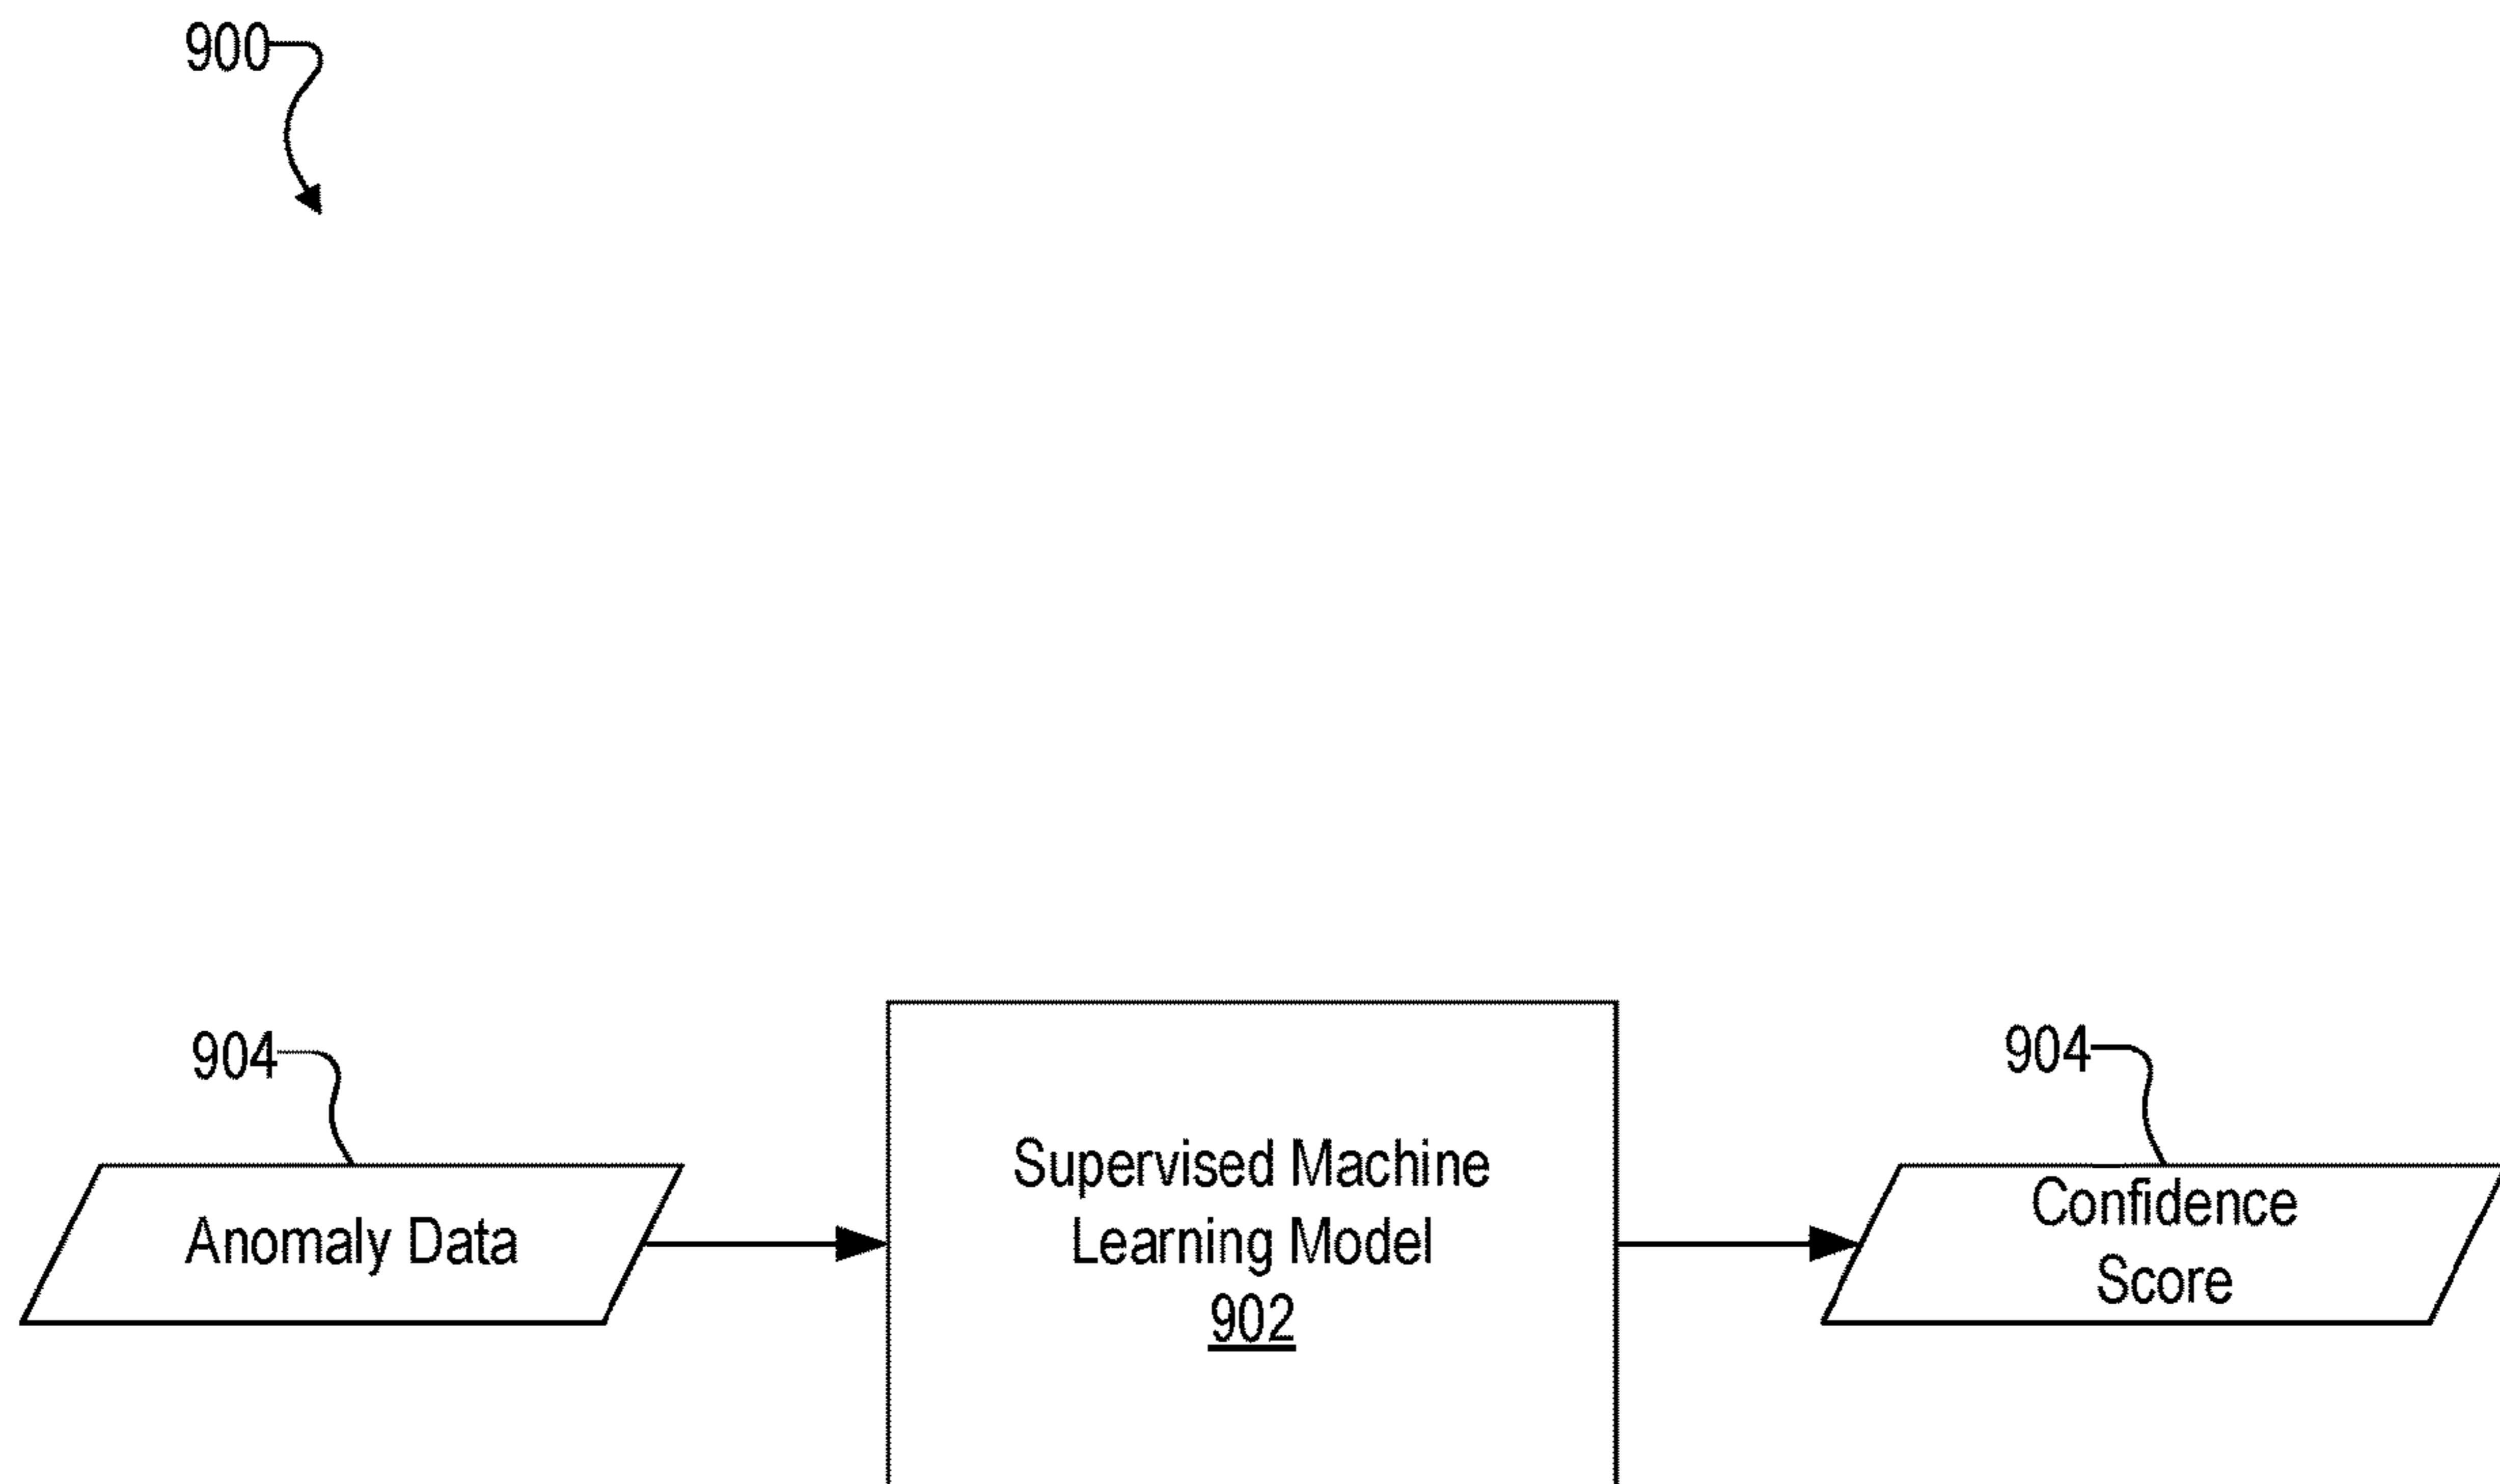 900
904
Anomaly Data
Supervised Machine
Learning Model
902
904
Confidence
Score